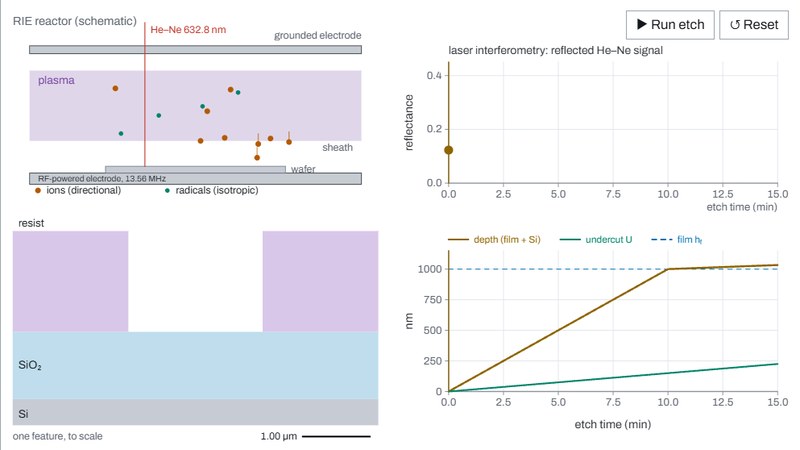 RIE reactor (schematic)
He–Ne 632.8 nm
grounded electrode
plasma
sheath
wafer
RF-powered electrode, 13.56 MHz
ions (directional)
radicals (isotropic)
resist
SiO₂
Si
one feature, to scale
1.00 µm
▶ Run etch
↺ Reset
laser interferometry: reflected He–Ne signal
reflectance
0.4
0.2
0.0
0.0 2.5 5.0 7.5 10.0 12.5 15.0
etch time (min)
depth (film + Si)
undercut U
film hf
nm
1000
750
500
250
0
0.0 2.5 5.0 7.5 10.0 12.5 15.0
etch time (min)